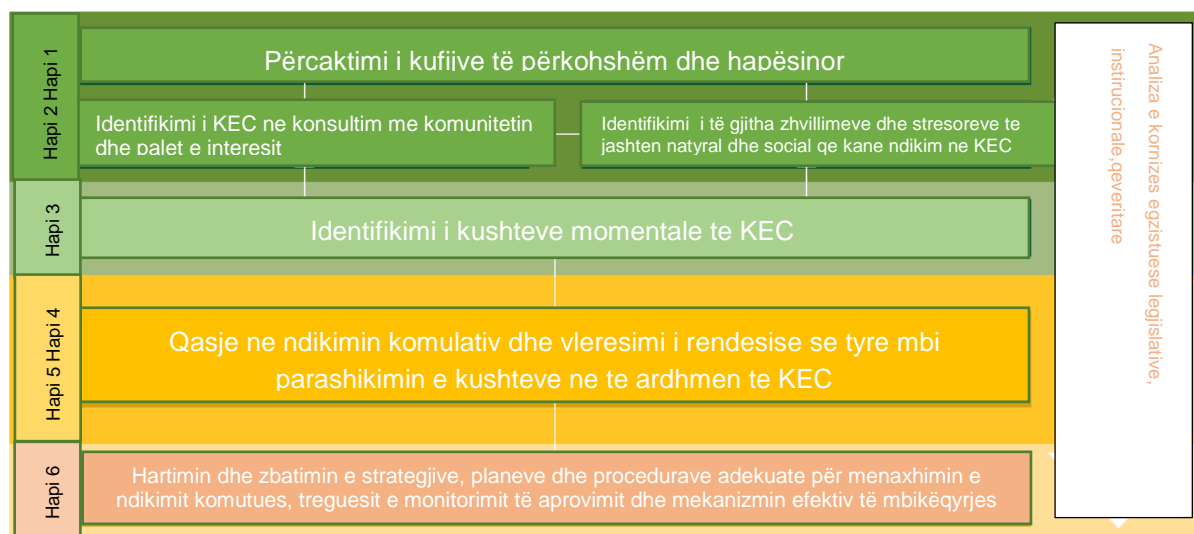 Hapi 2 Hapi 1
Përcaktimi i kufijve të përkohshëm dhe hapësinor
Identifikimi i KEC ne konsultim me komunitetin
dhe palet e interesit
Identifikimi i të gjitha zhvillimeve dhe stresoreve te
jashten natyral dhe social qe kane ndikim ne KEC
Hapi 3
Identifikimi i kushteve momentale te KEC
Hapi 5 Hapi 4
Qasje ne ndikimin komulativ dhe vleresimi i rendesise se tyre mbi
parashikimin e kushteve ne te ardhmen te KEC
Hapi 6
Hartimin dhe zbatimin e strategjive, planeve dhe procedurave adekuate për menaxhimin e
ndikimit komutues, treguesit e monitorimit të aprovimit dhe mekanizmin efektiv të mbikëqyrjes
Analiza e kornizes egzistuese legjislative,
instirucionale,qeveritare